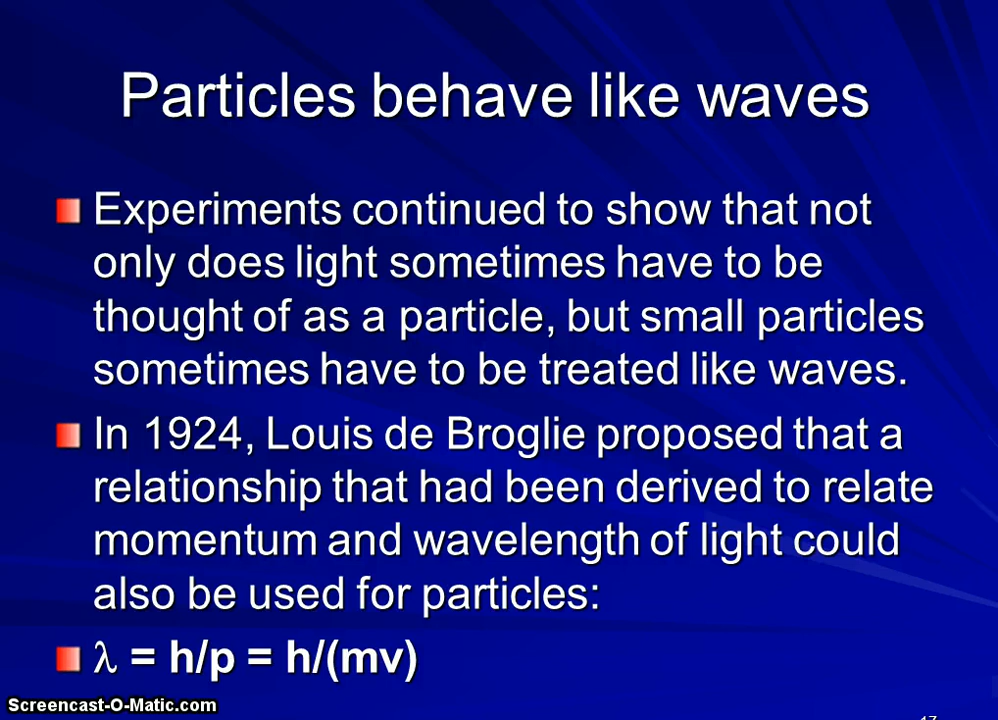 Particles behave like waves
Experiments continued to show that not
only does light sometimes have to be
thought of as a particle, but small particles
sometimes have to be treated like waves.
In 1924, Louis de Broglie proposed that a
relationship that had been derived to relate
momentum and wavelength of light could
also be used for particles:
λ = h/p = h/(mv)
Screencast-O-Matic.com